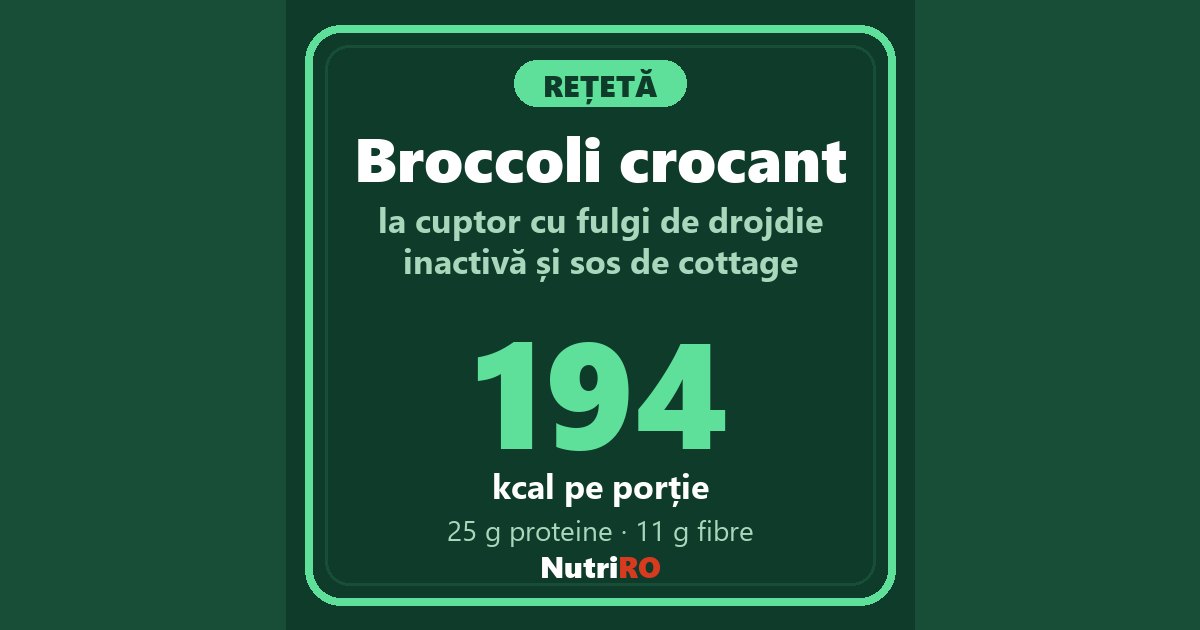 REȚETĂ
Broccoli crocant
la cuptor cu fulgi de drojdie
inactivă și sos de cottage
194
kcal pe porție
25 g proteine · 11 g fibre
NutriRO